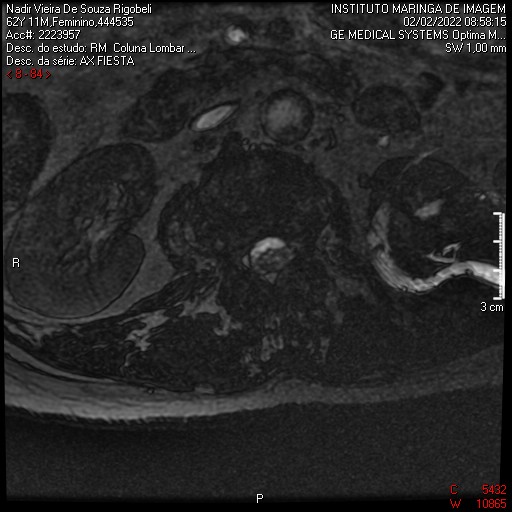 Nadir Vieira De Souza Rigobeli
62Y 11M,Feminino,444535
Acc#: 2223957
Desc. do estudo: RM  Coluna Lombar ...
Desc. da série: AX FIESTA
< 8 - 84 >
INSTITUTO MARINGA DE IMAGEM
02/02/2022 08:58:15
GE MEDICAL SYSTEMS Optima M...
SW 1,00 mm
R
3 cm
P
C 5432
W 10865